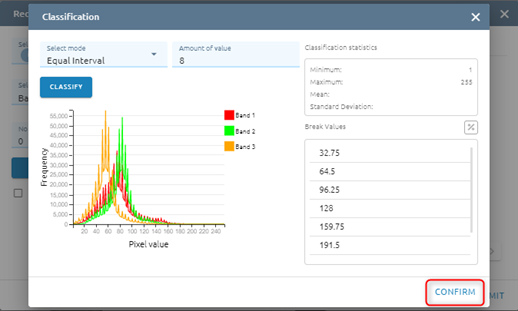 Classification
Select mode
Equal Interval
Amount of value
8
CLASSIFY
Classification statistics
Minimum: 1
Maximum: 255
Mean:
Standard Deviation:
Break Values
32.75
64.5
96.25
128
159.75
191.5
Frequency
55,000
50,000
45,000
40,000
35,000
30,000
25,000
20,000
15,000
10,000
5,000
0
20 40 60 80 100 120 140 160 180 200 220 240
Pixel value
Band 1
Band 2
Band 3
CONFIRM
Rec
Sel
Sel
Ba
No
0
MIT